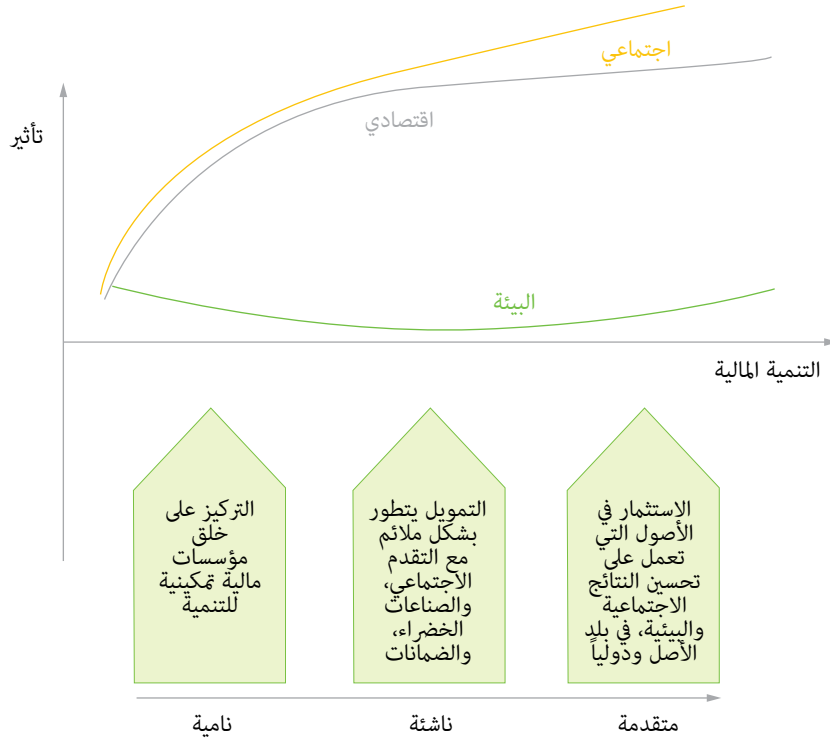 اجتماعي
اقتصادي
تأثير
البيئة
التنمية المالية
التركيز على
خلق
مؤسسات
مالية تمكينية
للتنمية
التمويل يتطور
بشكل ملائم
مع التقدم
الاجتماعي،
والصناعات
الخضراء،
والضمانات
الاستثمار في
الأصول التي
تعمل على
تحسين النتائج
الاجتماعية
والبيئية، في بلد
الأصل ودولياً
نامية
ناشئة
متقدمة